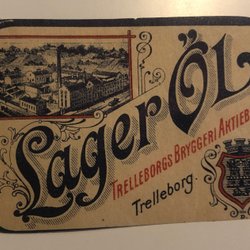 Lager ÖL
TRELLEBORGS BRYGGERI AKTIEB
Trelleborg.